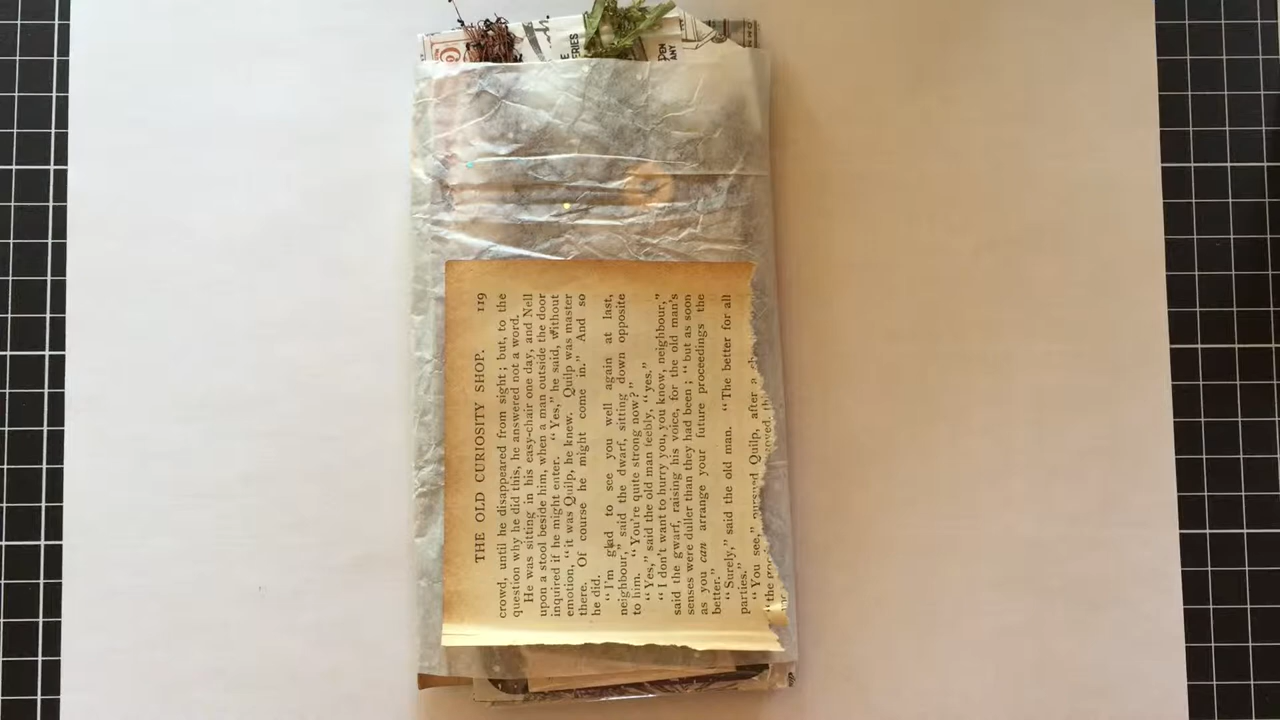 THE OLD CURIOSITY SHOP. 119
crowd, until he disappeared from sight; but, to the
question why he did this, he answered not a word.
He was sitting in his easy-chair one day, and Nell
upon a stool beside him, when a man outside the door
inquired if he might enter. “Yes,” he said, without
emotion, “it was Quilp, he knew. Quilp was master
there. Of course he might come in.” And so
he did.
“I'm glad to see you well again at last,
neighbour,” said the dwarf, sitting down opposite
to him. “You're quite strong now?”
“Yes,” said the old man feebly, “yes.”
“I don't want to hurry you, you know, neighbour,”
said the gwarf, raising his voice, for the old man's
senses were duller than they had been; “but as soon
as you can arrange your future proceedings the
better.”
“Surely,” said the old man. “The better for all
parties.”
“You see,” pursued Quilp, after a
“the
ERIES
PEN
ANY